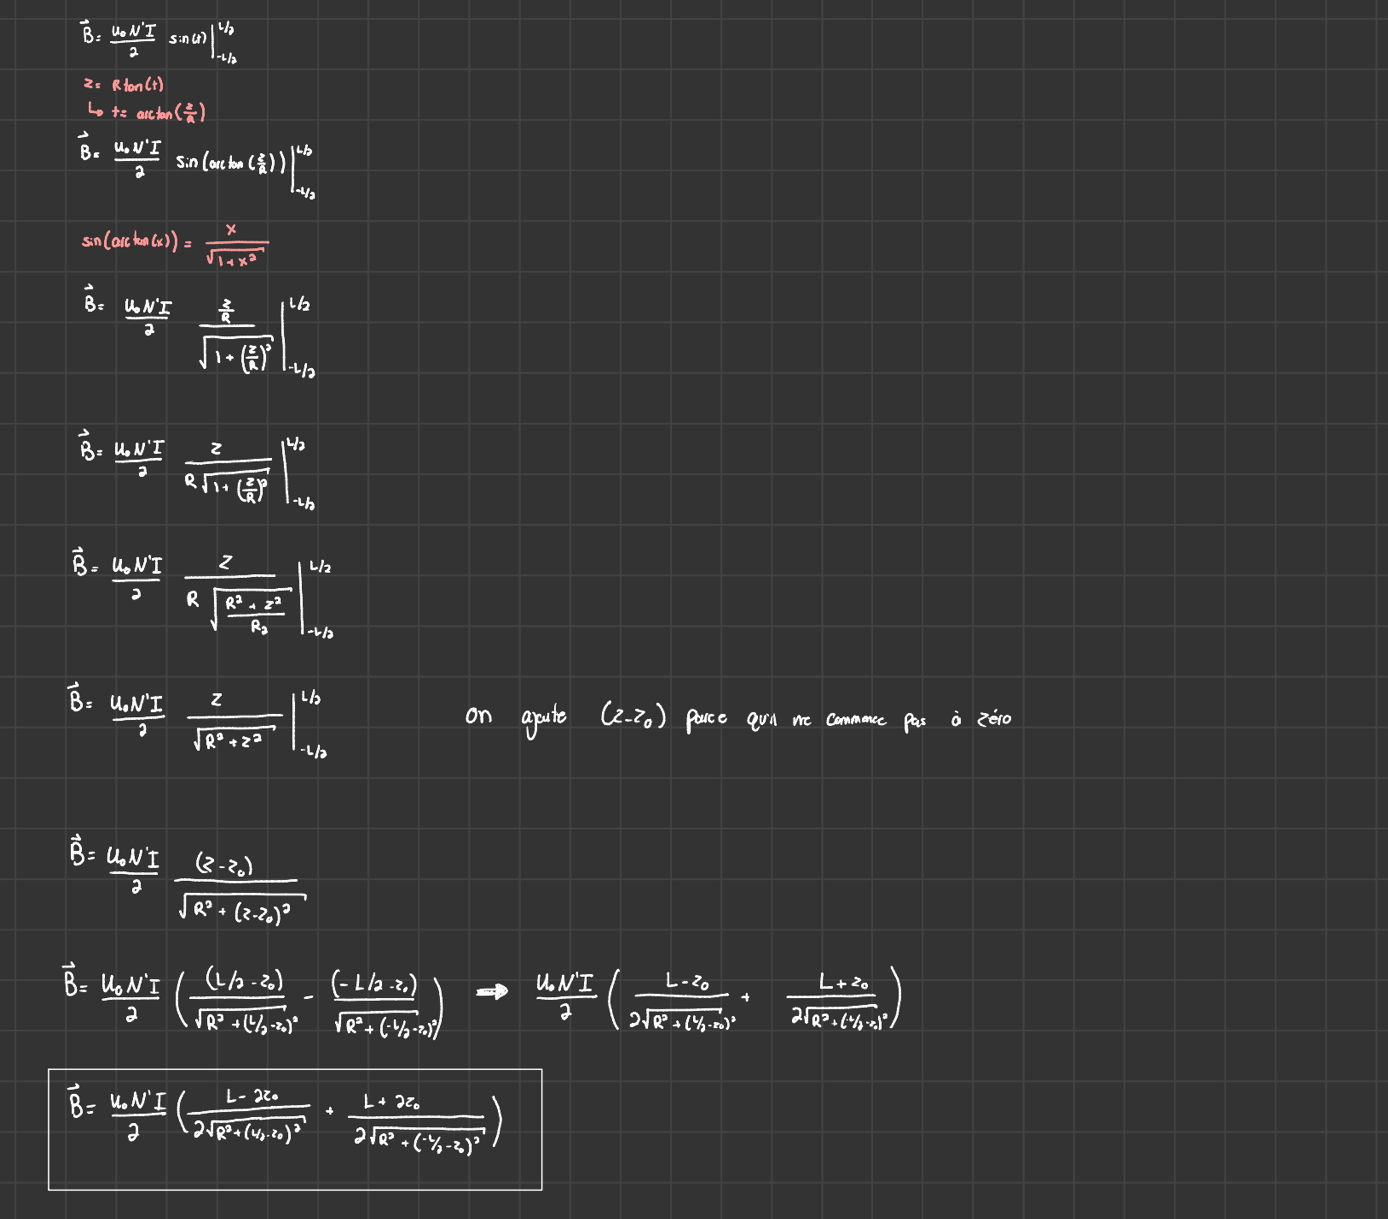 B⃗ = U₀N'I/2 sin(t) |_{-L/2}^{L/2}
z = R tan(t)
↳ t = arctan(z/R)
B⃗ = U₀N'I/2 sin(arctan(z/R)) |_{-L/2}^{L/2}
sin(arctan(x)) = x/√(1+x²)
B⃗ = U₀N'I/2 (z/R)/√(1+(z/R)²) |_{-L/2}^{L/2}
B⃗ = U₀N'I/2 z/(R√(1+(z/R)²)) |_{-L/2}^{L/2}
B⃗ = U₀N'I/2 z/(R√((R²+z²)/R₂)) |_{-L/2}^{L/2}
B⃗ = U₀N'I/2 z/√(R²+z²) |_{-L/2}^{L/2} on ajoute (z-z₀) parce qu'il ne commence pas à zéro
B⃗ = U₀N'I/2 (z-z₀)/√(R²+(z-z₀)²)
B⃗ = U₀N'I/2 ((L/2-z₀)/√(R²+(L/2-z₀)²) - (-L/2-z₀)/√(R²+(-L/2-z₀)²)) → U₀N'I/2 (L-z₀/2√(R²+(L/2-z₀)²) + L+z₀/2√(R²+(-L/2-z₀)²))
B⃗ = U₀N'I/2 (L-2z₀/2√(R²+(L/2-z₀)²) + L+2z₀/2√(R²+(-L/2-z₀)²))